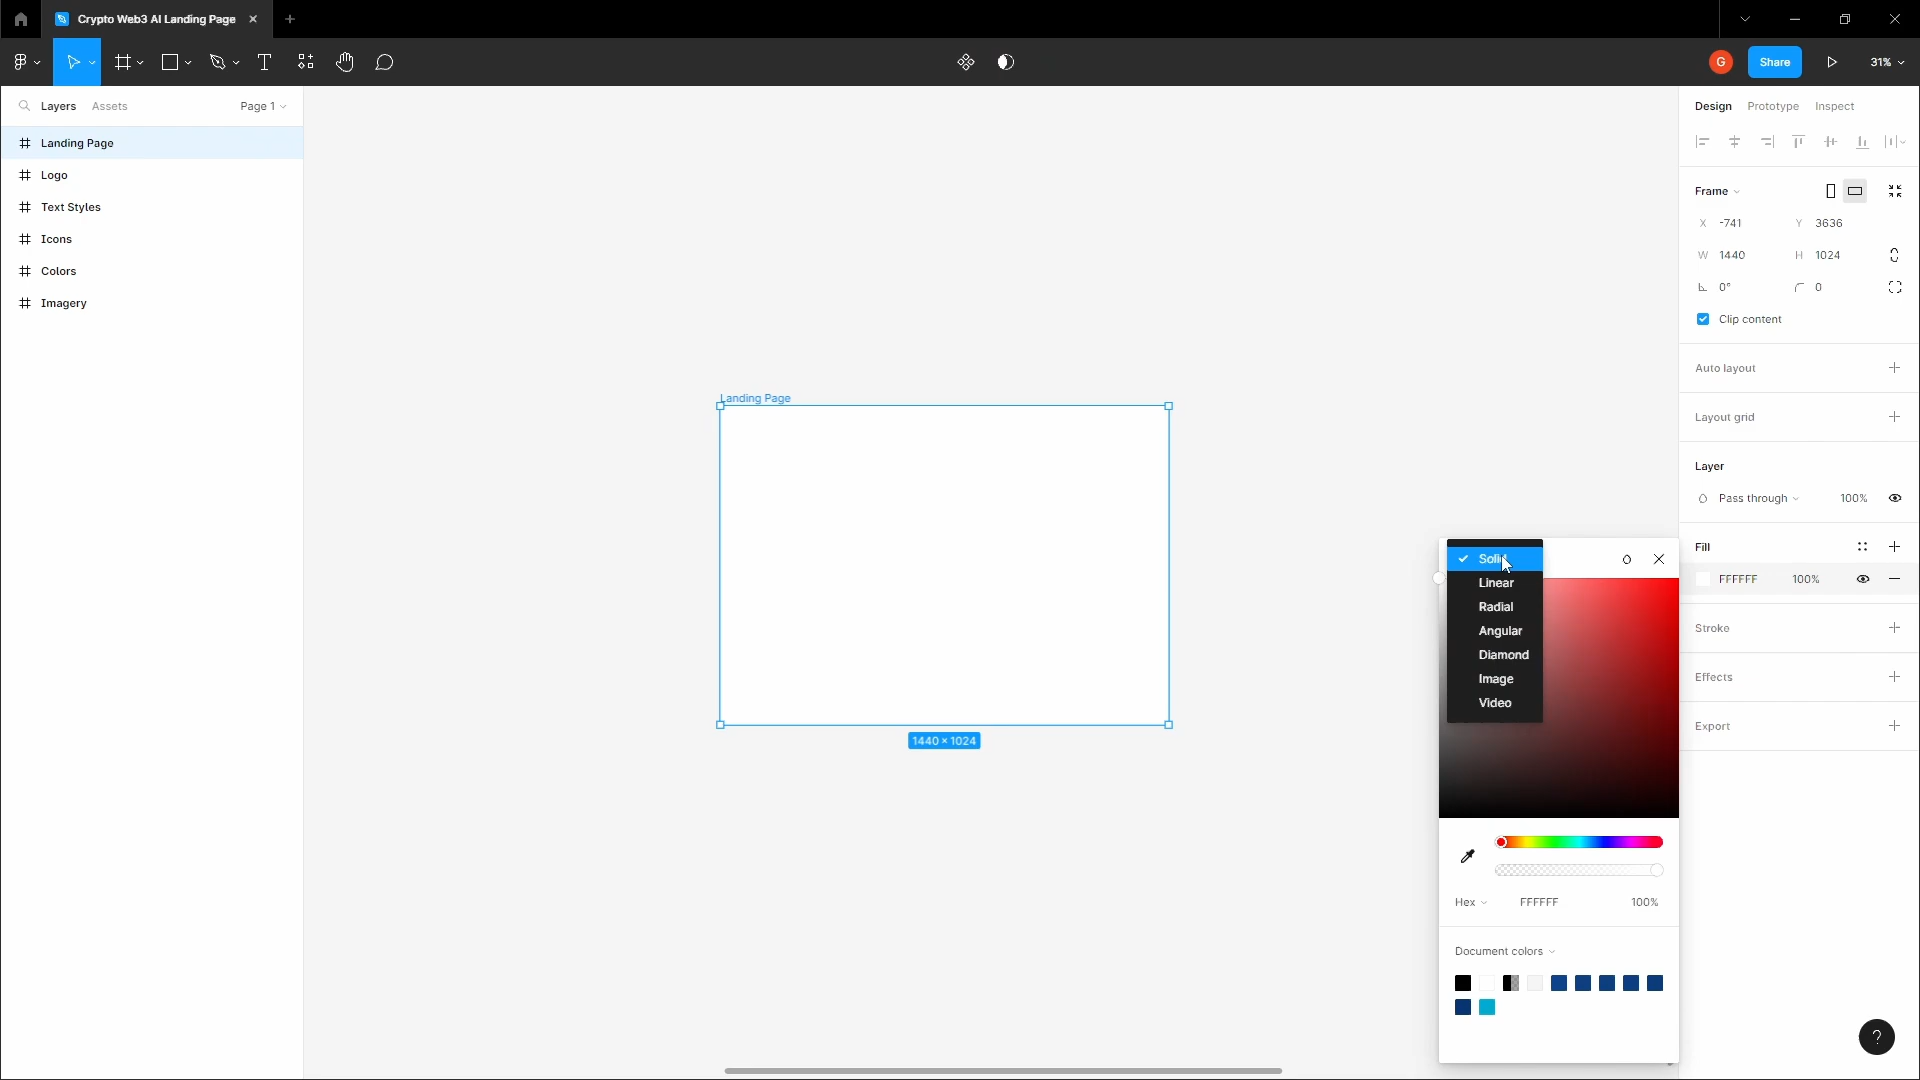 Crypto Web3 AI Landing Page
G
Share
31%
Layers
Assets
Page 1
Design
Prototype
Inspect
Landing Page
Logo
Text Styles
Icons
Colors
Imagery
Frame
X -741
Y 3636
W 1440
H 1024
0°
0
Clip content
Auto layout
Layout grid
Layer
Pass through
100%
Fill
FFFFFF
100%
Stroke
Effects
Export
Landing Page
1440 × 1024
Solid
Linear
Radial
Angular
Diamond
Image
Video
Hex
FFFFFF
100%
Document colors
?